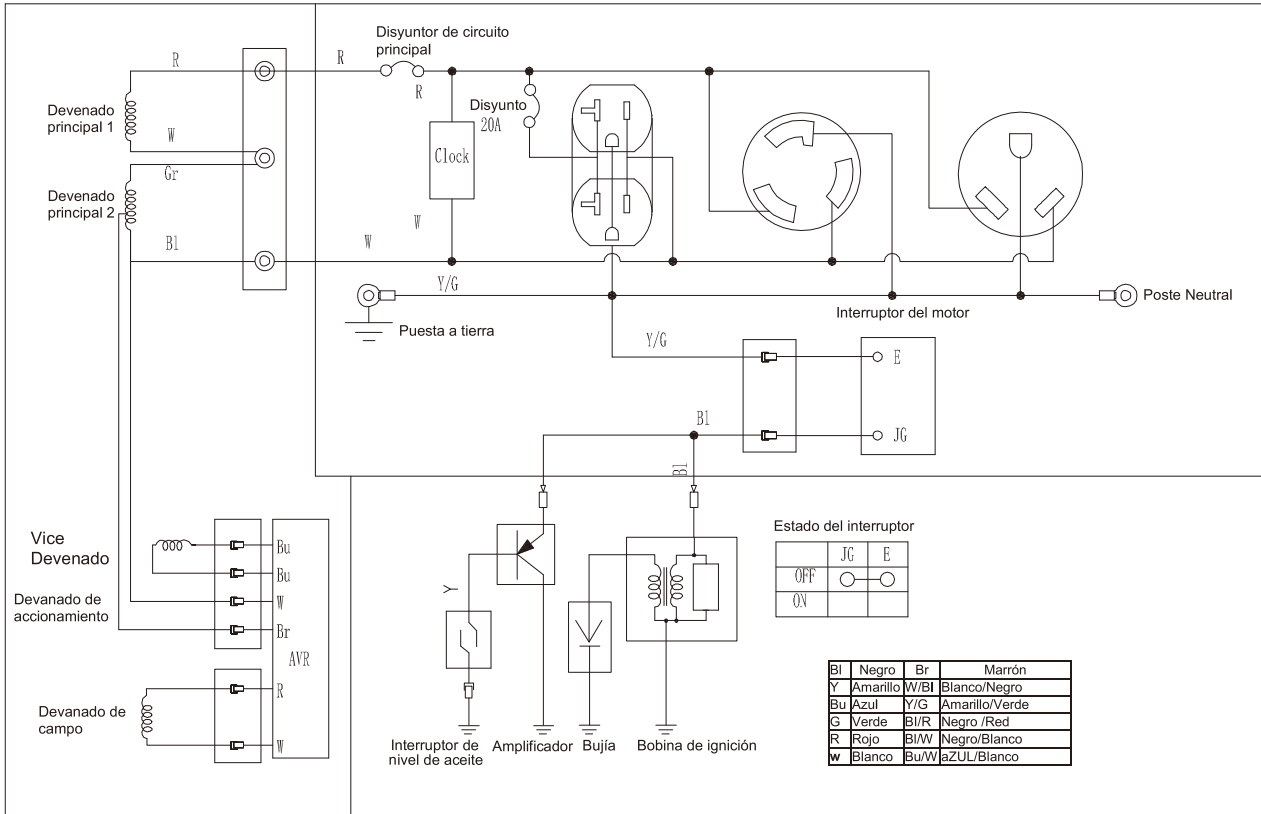 Disyuntor de circuito
principal
R
R
R
Devenado
principal 1
W
Gr
Devenado
principal 2
Bl
Disyunto
20A
Clock
W
W
Y/G
Puesta a tierra
Poste Neutral
Interruptor del motor
Y/G
E
Bl
JG
Bl
Vice
Devenado
Bu
Bu
Devanado de
accionamiento
W
Br
AVR
R
Devanado de
campo
W
Y
Interruptor de
nivel de aceite
Amplificador
Bujía
Bobina de ignición
Estado del interruptor
JG E
OFF
ON
Bl Negro Br Marrón
Y Amarillo W/Bl Blanco/Negro
Bu Azul Y/G Amarillo/Verde
G Verde Bl/R Negro /Red
R Rojo Bl/W Negro/Blanco
w Blanco Bu/W aZUL/Blanco